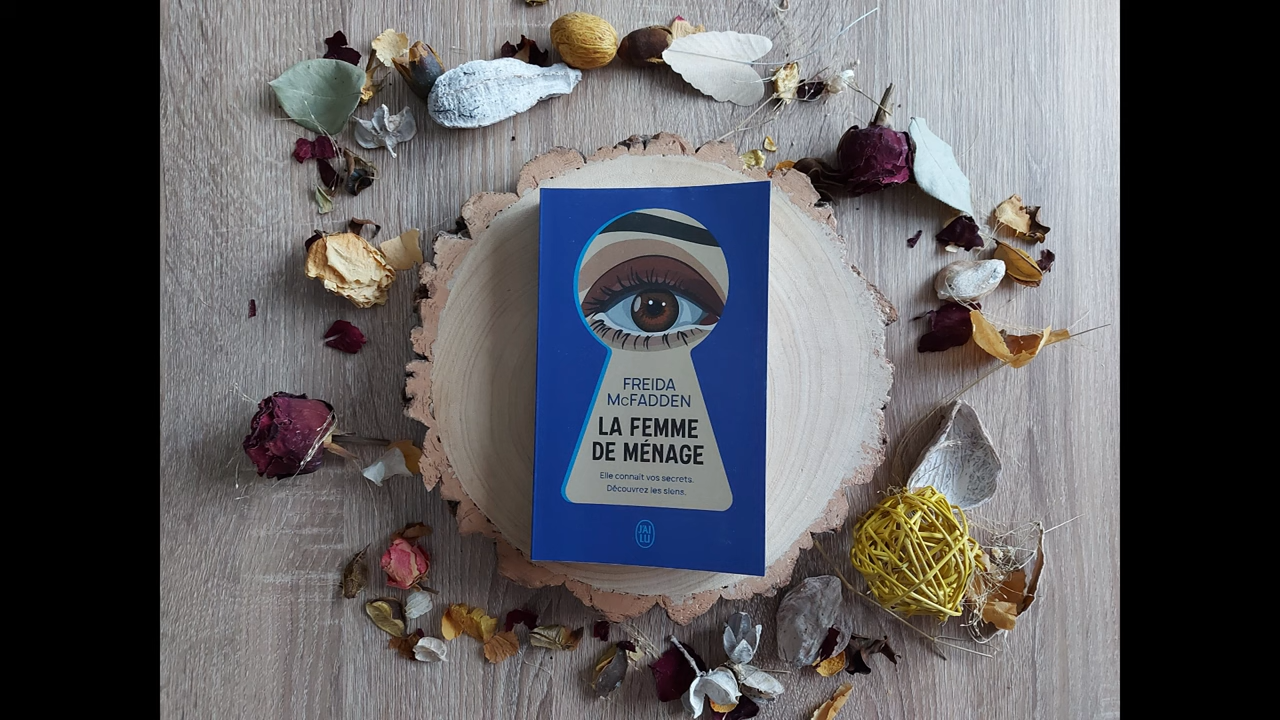 FREIDA
McFADDEN
LA FEMME
DE MÉNAGE
Elle connaît vos secrets.
Découvrez les siens.
J'AI
LU